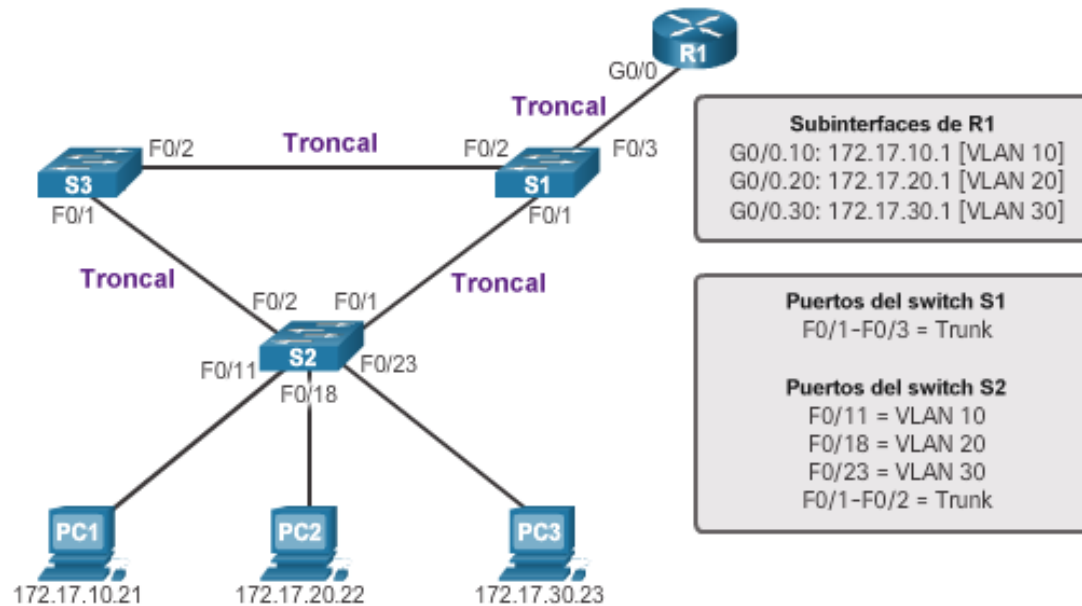 R1
G0/0
Troncal
F0/2
Troncal
F0/2
F0/3
S3
S1
F0/1
F0/1
Troncal
Troncal
F0/2
F0/1
S2
F0/11
F0/23
F0/18
PC1
PC2
PC3
172.17.10.21
172.17.20.22
172.17.30.23
Subinterfaces de R1
G0/0.10: 172.17.10.1 [VLAN 10]
G0/0.20: 172.17.20.1 [VLAN 20]
G0/0.30: 172.17.30.1 [VLAN 30]
Puertos del switch S1
F0/1-F0/3 = Trunk
Puertos del switch S2
F0/11 = VLAN 10
F0/18 = VLAN 20
F0/23 = VLAN 30
F0/1-F0/2 = Trunk